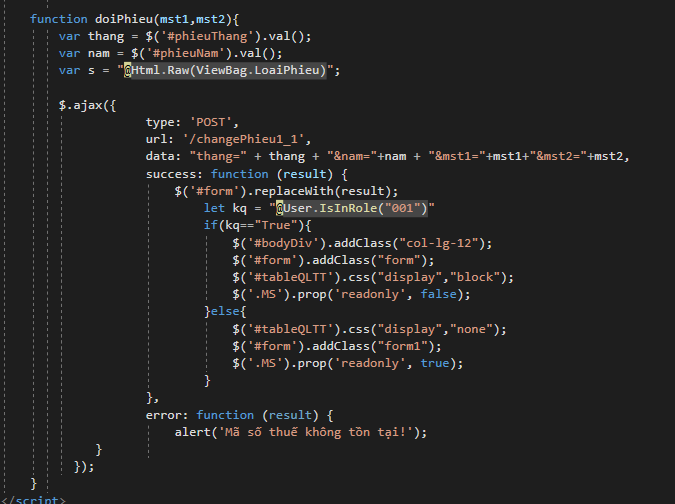 function doiPhieu(mst1,mst2){
var thang = $('#phieuThang').val();
var nam = $('#phieuNam').val();
var s = "@Html.Raw(ViewBag.LoaiPhieu)";
$.ajax({
type: 'POST',
url: '/changePhieu1_1',
data: "thang=" + thang + "&nam="+nam + "&mst1="+mst1+"&mst2="+mst2,
success: function (result) {
$('#form').replaceWith(result);
let kq = "@User.IsInRole("001")"
if(kq=="True"){
$('#bodyDiv').addClass("col-lg-12");
$('#form').addClass("form");
$('#tableQLTT').css("display","block");
$('.MS').prop('readonly', false);
}else{
$('#tableQLTT').css("display","none");
$('#form').addClass("form1");
$('.MS').prop('readonly', true);
}
},
error: function (result) {
alert('Mã số thuế không tồn tại!');
}
});
}
</script>